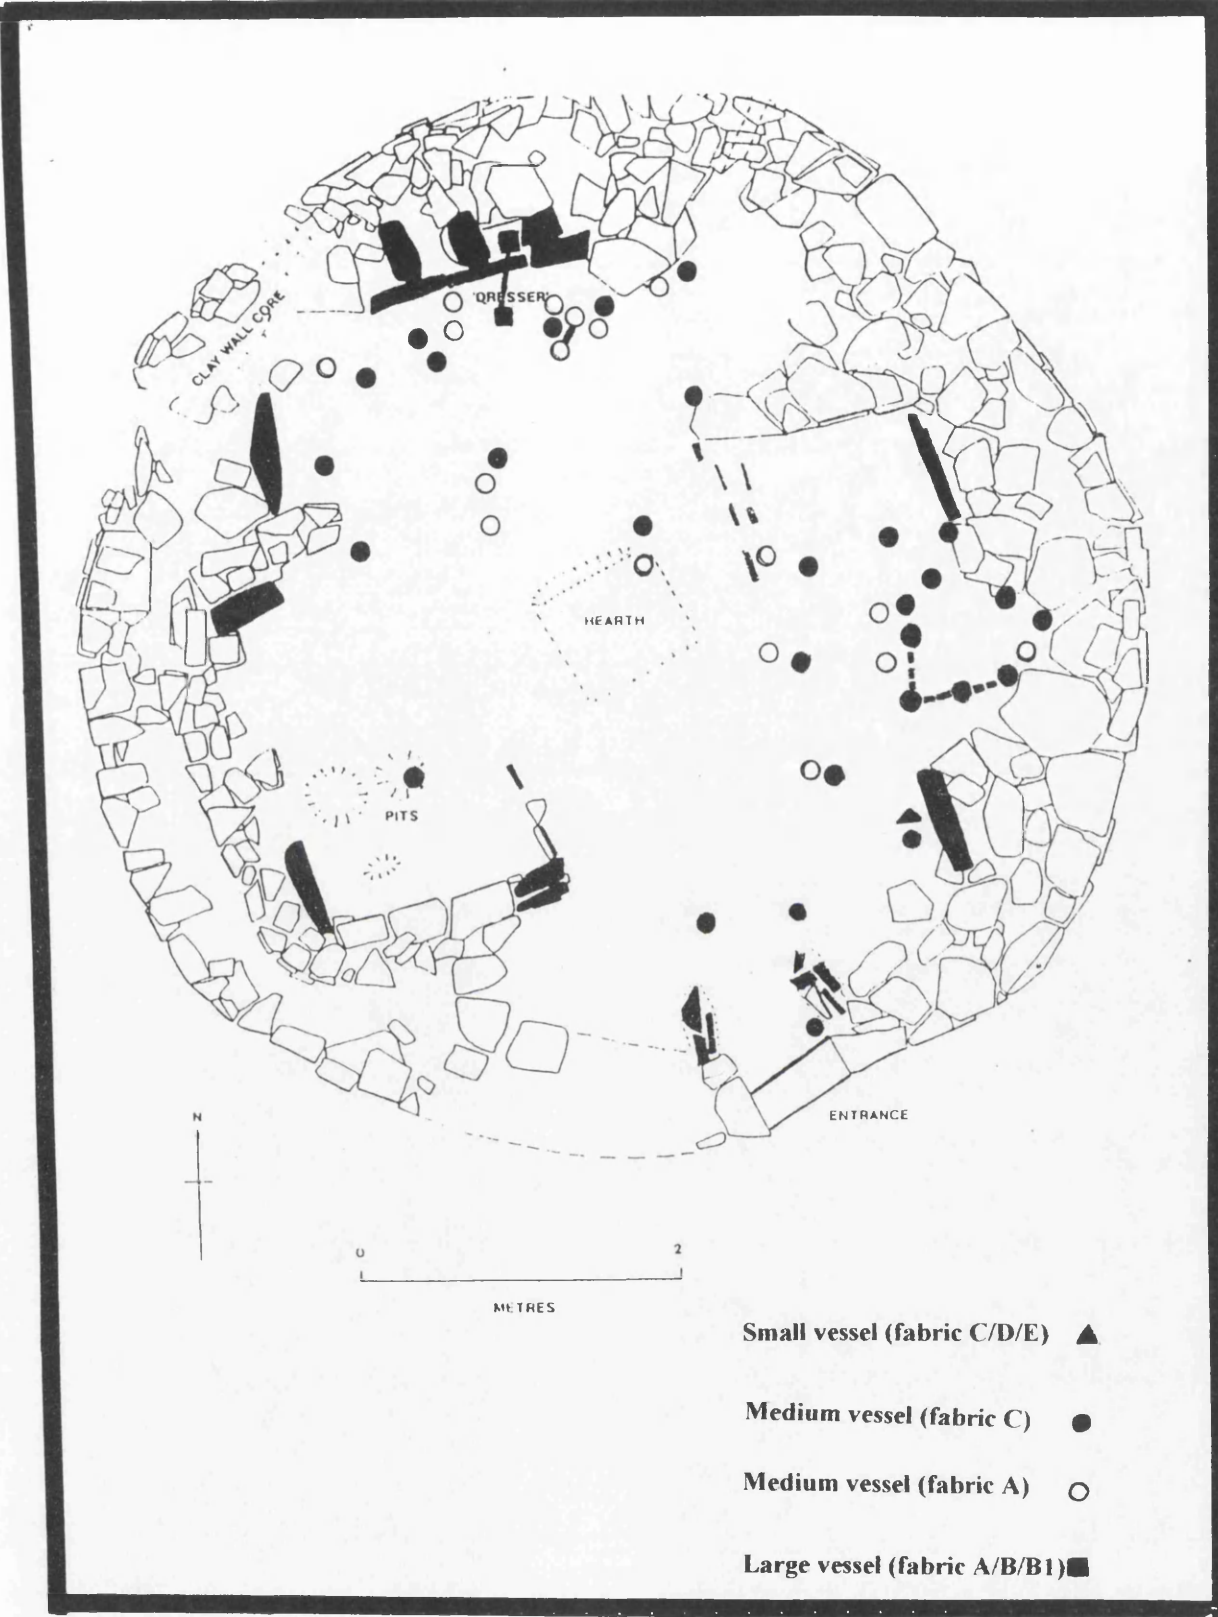 'DRESSER'
CLAY WALL CORE
HEARTH
PITS
ENTRANCE
N
0 2
METRES
Small vessel (fabric C/D/E)
Medium vessel (fabric C)
Medium vessel (fabric A)
Large vessel (fabric A/B/B1)